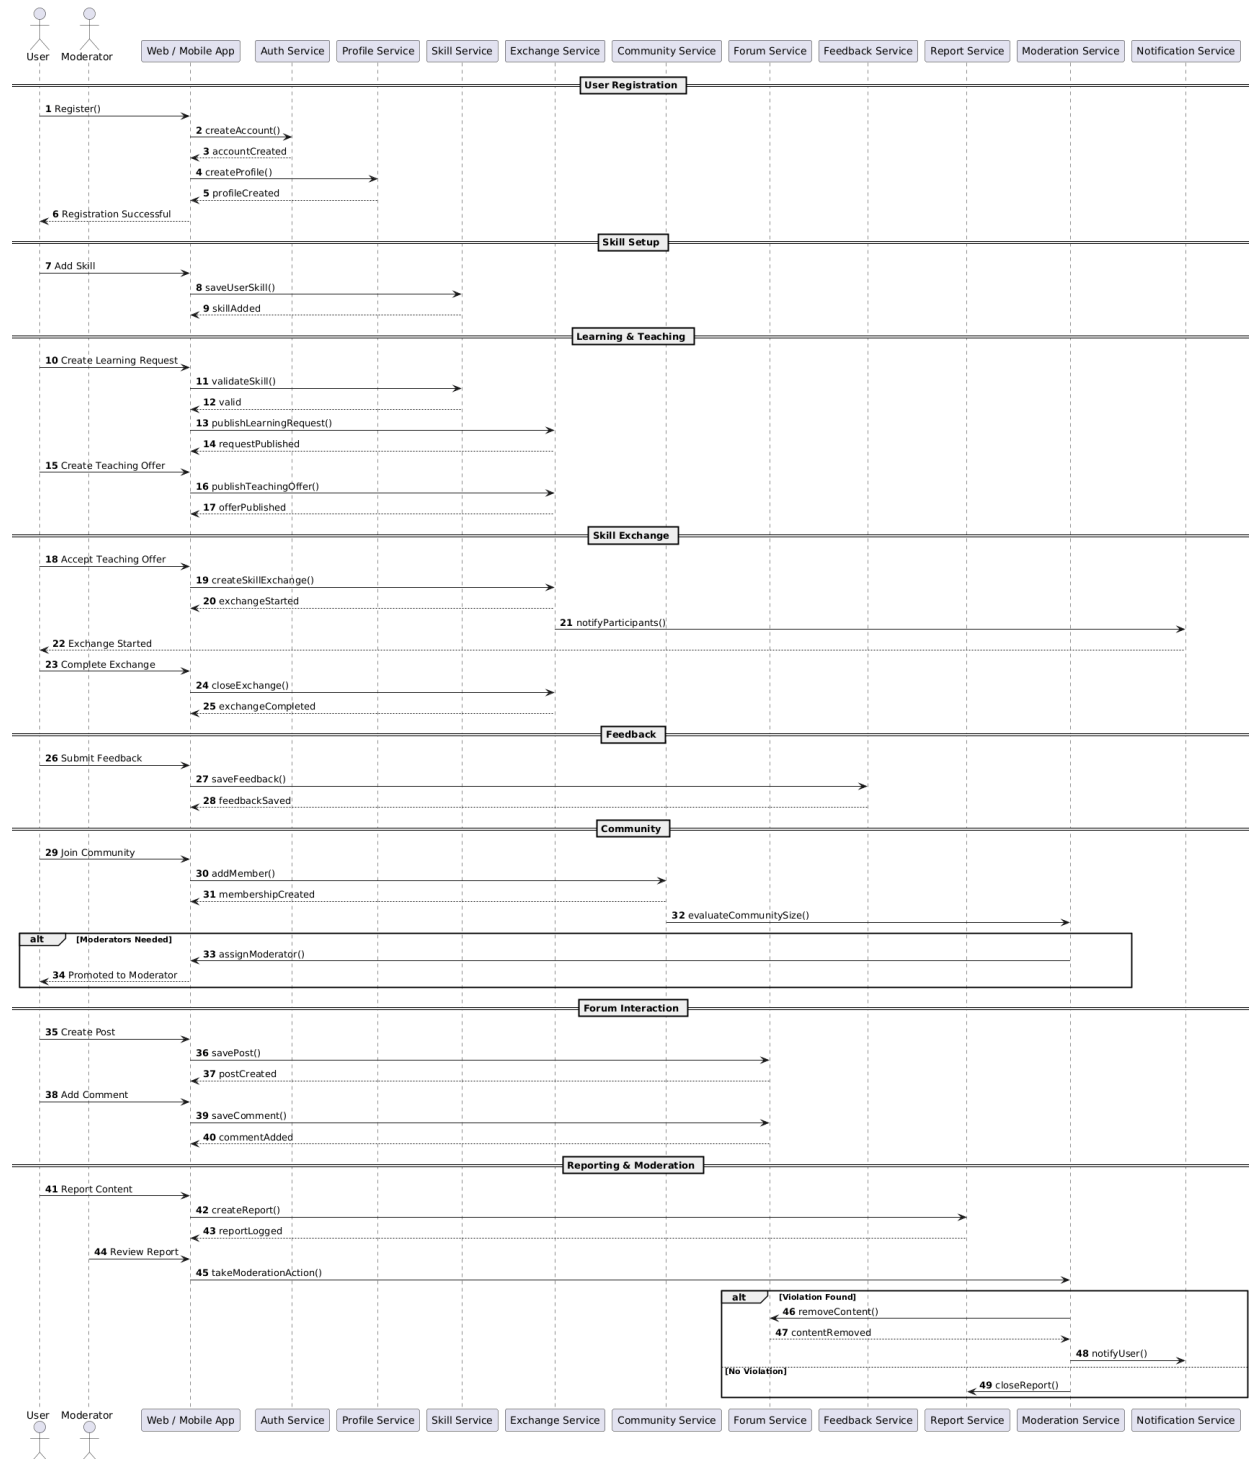 User
Moderator
Web / Mobile App
Auth Service
Profile Service
Skill Service
Exchange Service
Community Service
Forum Service
Feedback Service
Report Service
Moderation Service
Notification Service
User Registration
1 Register()
2 createAccount()
3 accountCreated
4 createProfile()
5 profileCreated
6 Registration Successful
Skill Setup
7 Add Skill
8 saveUserSkill()
9 skillAdded
Learning & Teaching
10 Create Learning Request
11 validateSkill()
12 valid
13 publishLearningRequest()
14 requestPublished
15 Create Teaching Offer
16 publishTeachingOffer()
17 offerPublished
Skill Exchange
18 Accept Teaching Offer
19 createSkillExchange()
20 exchangeStarted
21 notifyParticipants()
22 Exchange Started
23 Complete Exchange
24 closeExchange()
25 exchangeCompleted
Feedback
26 Submit Feedback
27 saveFeedback()
28 feedbackSaved
Community
29 Join Community
30 addMember()
31 membershipCreated
32 evaluateCommunitySize()
alt [Moderators Needed]
33 assignModerator()
34 Promoted to Moderator
Forum Interaction
35 Create Post
36 savePost()
37 postCreated
38 Add Comment
39 saveComment()
40 commentAdded
Reporting & Moderation
41 Report Content
42 createReport()
43 reportLogged
44 Review Report
45 takeModerationAction()
alt [Violation Found]
46 removeContent()
47 contentRemoved
48 notifyUser()
[No Violation]
49 closeReport()
User
Moderator
Web / Mobile App
Auth Service
Profile Service
Skill Service
Exchange Service
Community Service
Forum Service
Feedback Service
Report Service
Moderation Service
Notification Service